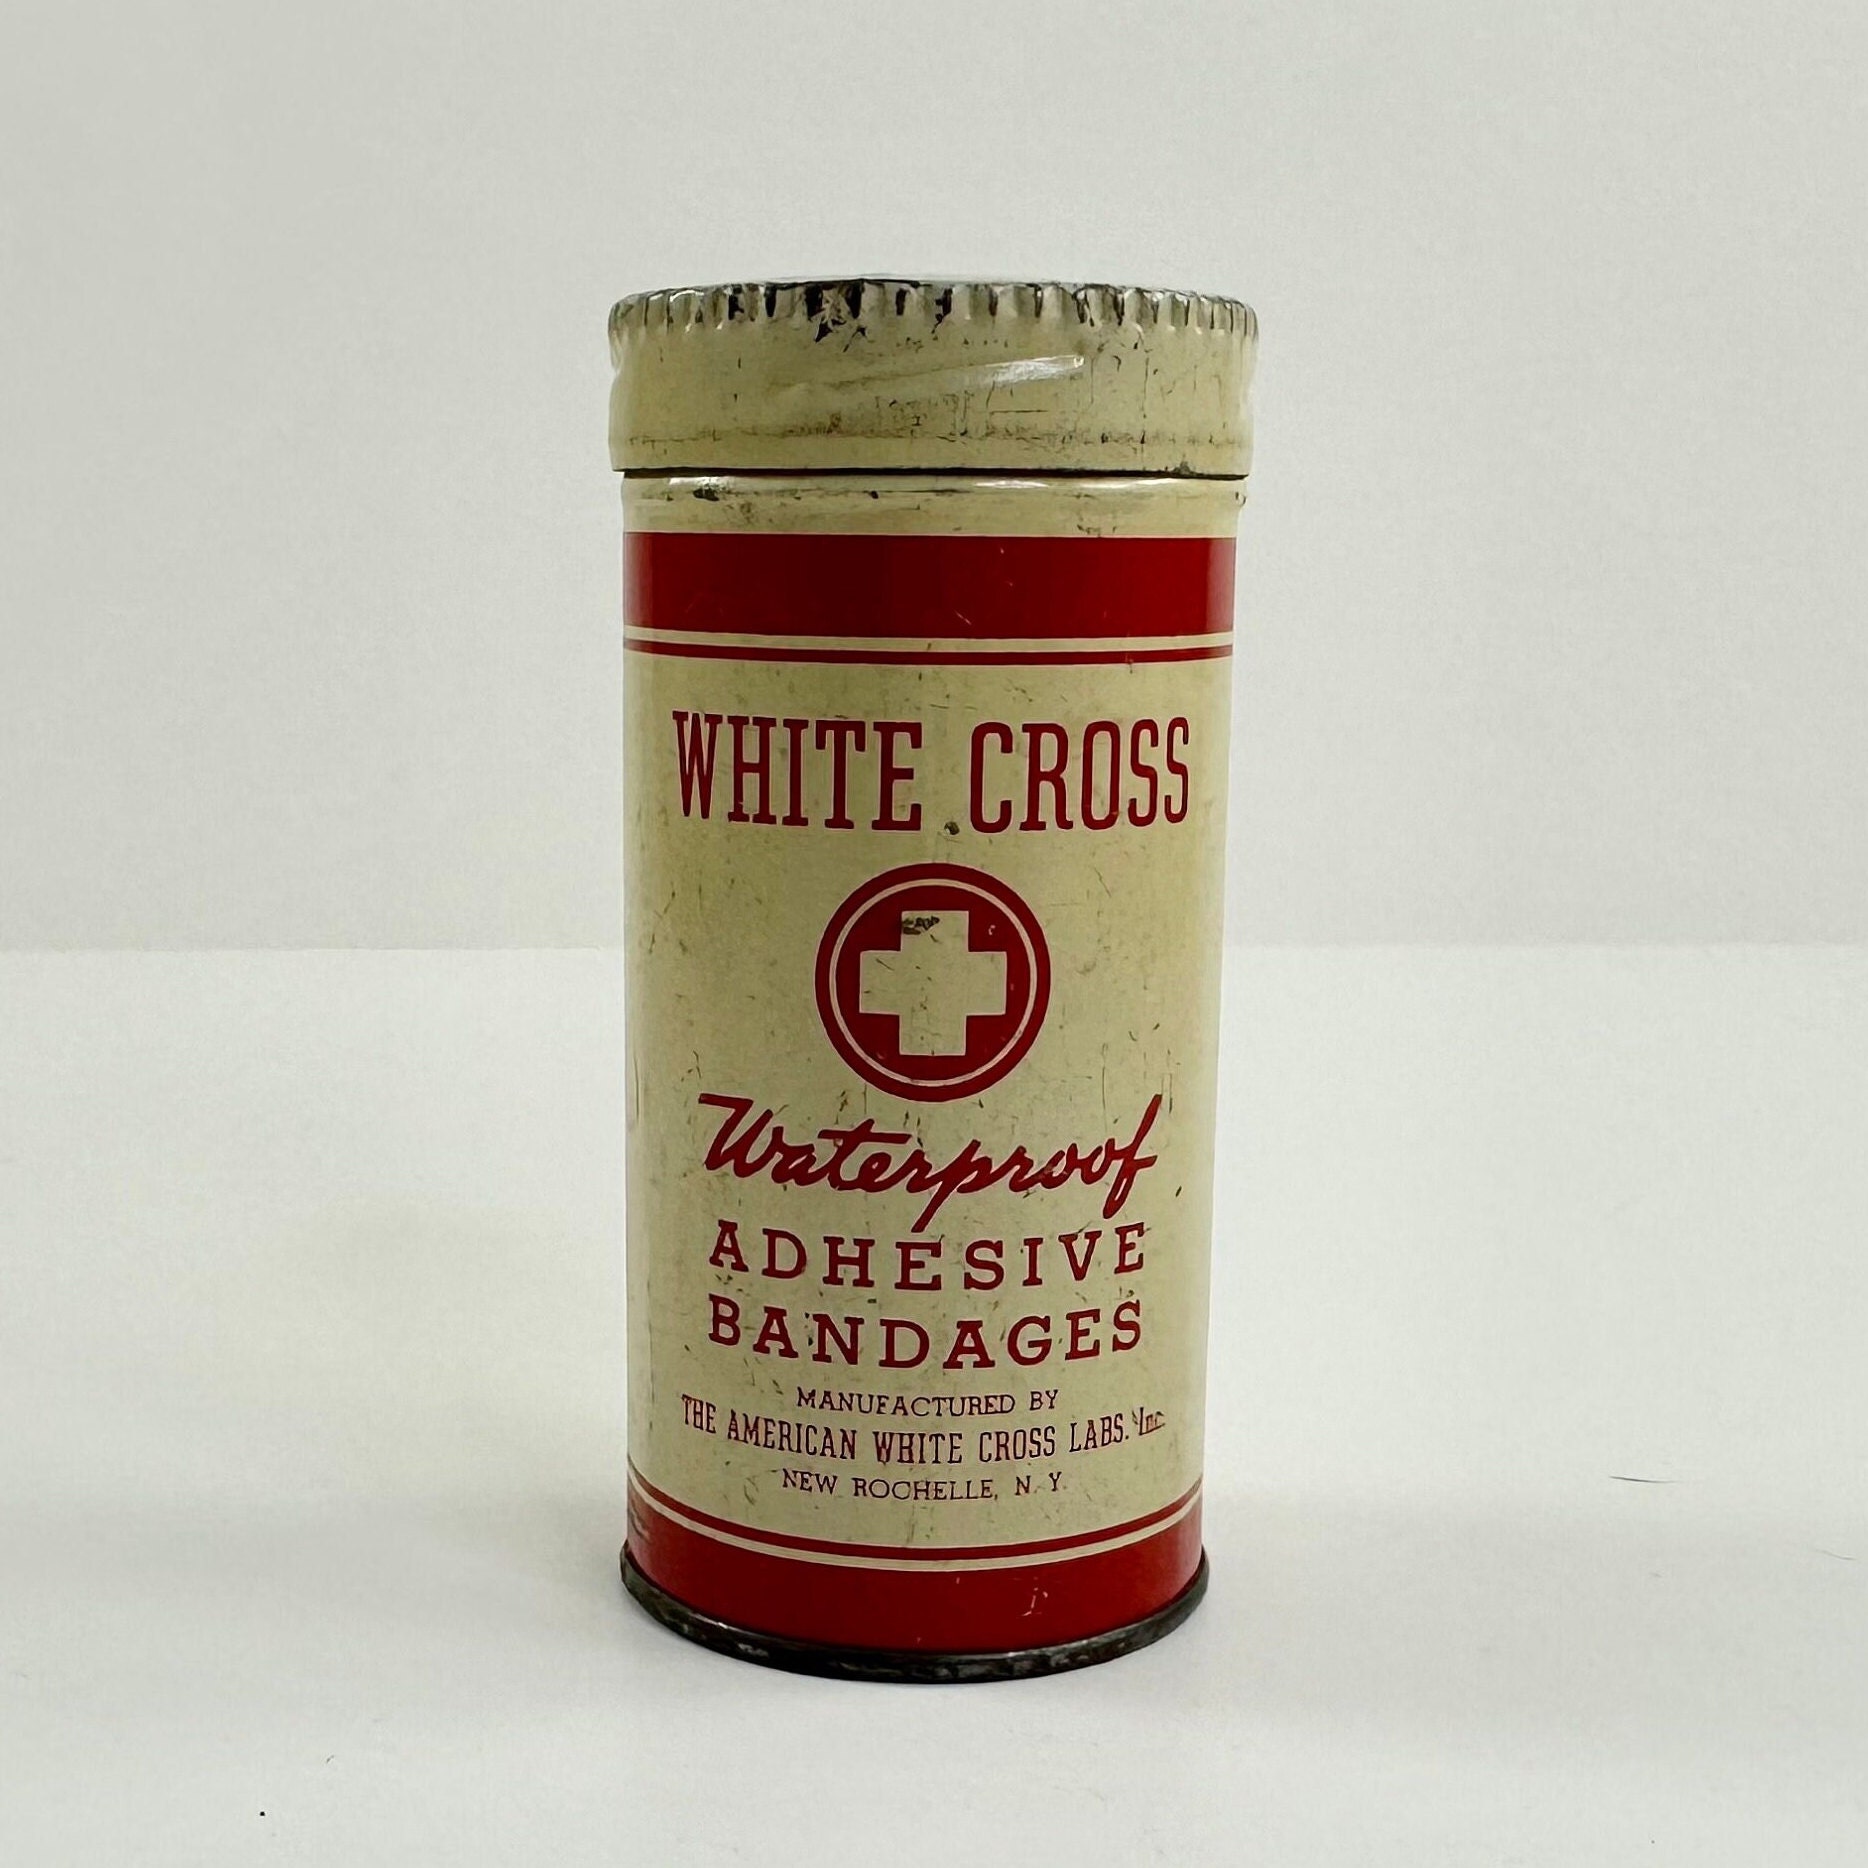 WHITE CROSS
Waterproof
ADHESIVE
BANDAGES
MANUFACTURED BY
THE AMERICAN WHITE CROSS LABS. Inc.
NEW ROCHELLE, N. Y.